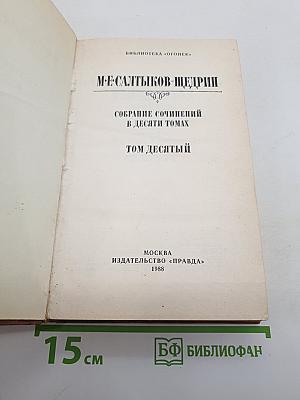 БИБЛИОТЕКА «ОГОНЕК»
М·Е·САЛТЫКОВ-ЩЕДРИН
СОБРАНИЕ СОЧИНЕНИЙ
В ДЕСЯТИ ТОМАХ
ТОМ ДЕСЯТЫЙ
МОСКВА
ИЗДАТЕЛЬСТВО «ПРАВДА»
1988
15 см
БФ БИБЛИОФАН